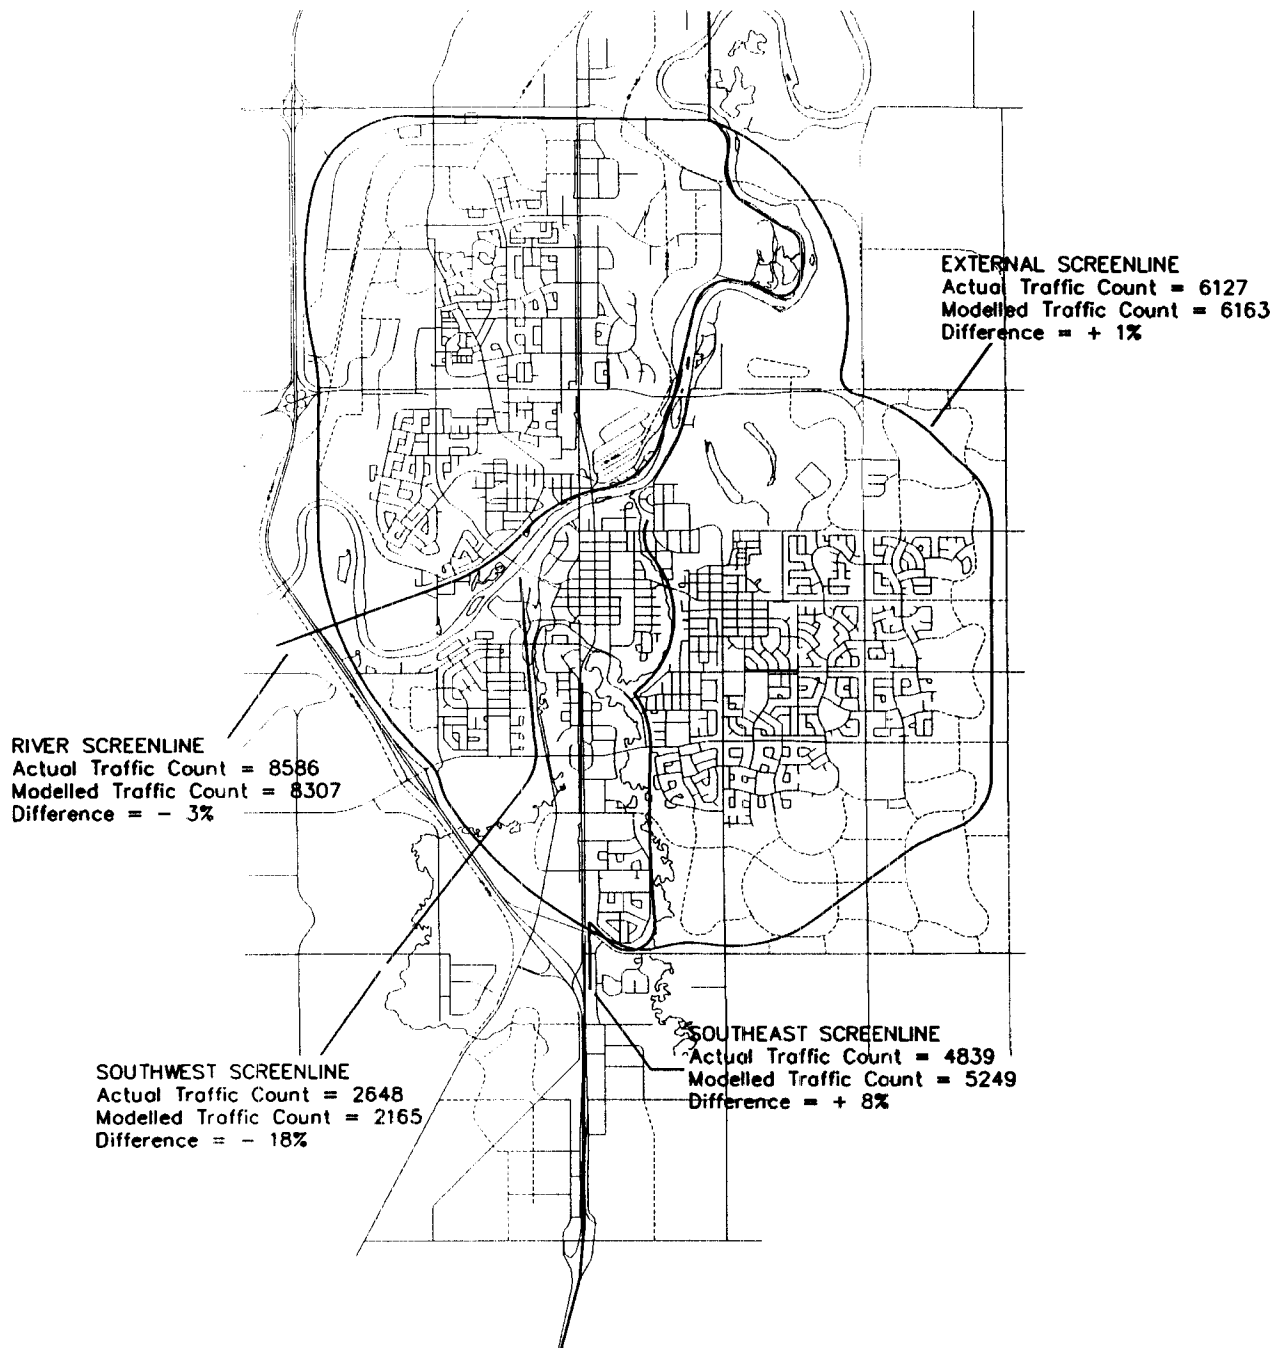 EXTERNAL SCREENLINE
Actual Traffic Count = 6127
Modelled Traffic Count = 6163
Difference = + 1%
RIVER SCREENLINE
Actual Traffic Count = 8586
Modelled Traffic Count = 8307
Difference = - 3%
SOUTHEAST SCREENLINE
Actual Traffic Count = 4839
Modelled Traffic Count = 5249
Difference = + 8%
SOUTHWEST SCREENLINE
Actual Traffic Count = 2648
Modelled Traffic Count = 2165
Difference = - 18%